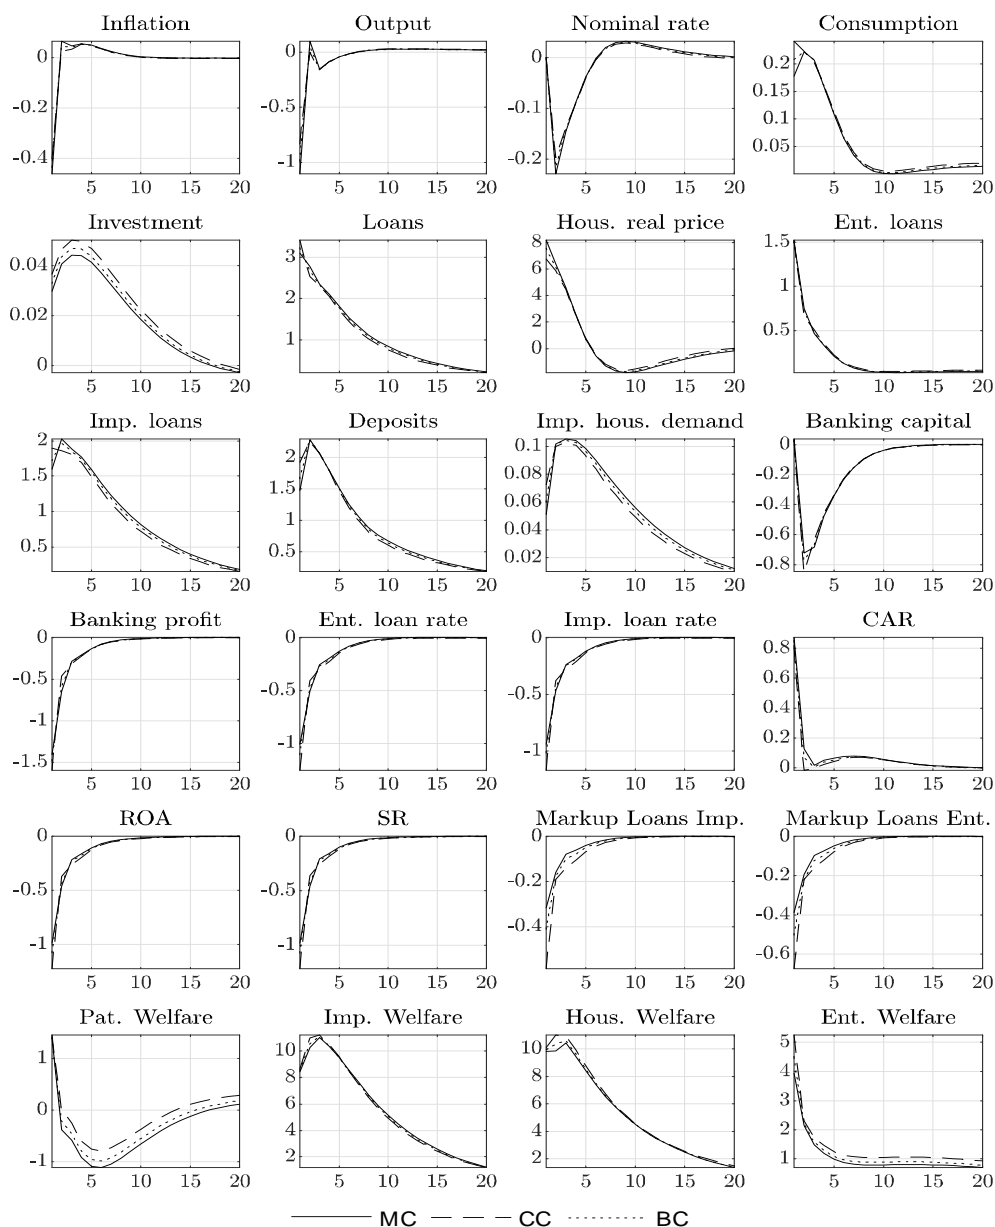 Inflation Output Nominal rate Consumption
0 -0.2 -0.4 0 -0.5 -1 0 -0.1 -0.2 0.2 0.15 0.1 0.05
5 10 15 20 5 10 15 20 5 10 15 20 5 10 15 20
Investment Loans Hous. real price Ent. loans
0.04 0.02 0 3 2 1 8 6 4 2 0 1.5 1 0.5
5 10 15 20 5 10 15 20 5 10 15 20 5 10 15 20
Imp. loans Deposits Imp. hous. demand Banking capital
2 1.5 1 0.5 2 1.5 1 0.5 0.1 0.08 0.06 0.04 0.02 0 -0.2 -0.4 -0.6 -0.8
5 10 15 20 5 10 15 20 5 10 15 20 5 10 15 20
Banking profit Ent. loan rate Imp. loan rate CAR
0 -0.5 -1 -1.5 0 -0.5 -1 0 -0.5 -1 0.8 0.6 0.4 0.2 0
5 10 15 20 5 10 15 20 5 10 15 20 5 10 15 20
ROA SR Markup Loans Imp. Markup Loans Ent.
0 -0.5 -1 0 -0.5 -1 0 -0.2 -0.4 0 -0.2 -0.4 -0.6
5 10 15 20 5 10 15 20 5 10 15 20 5 10 15 20
Pat. Welfare Imp. Welfare Hous. Welfare Ent. Welfare
1 0 -1 10 8 6 4 2 10 8 6 4 2 5 4 3 2 1
5 10 15 20 5 10 15 20 5 10 15 20 5 10 15 20
MC CC BC